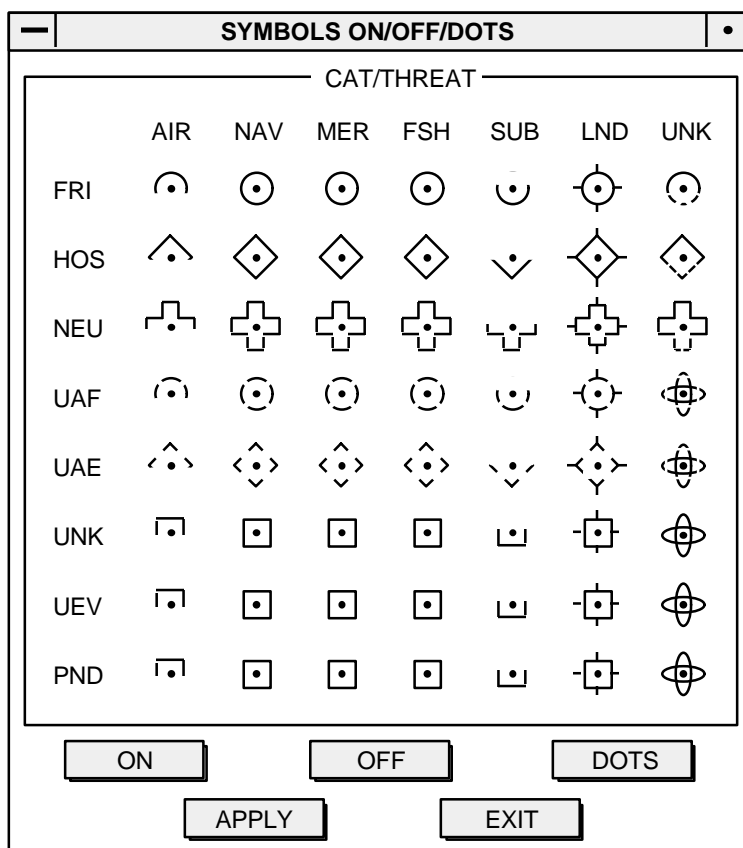 SYMBOLS ON/OFF/DOTS
CAT/THREAT
AIR NAV MER FSH SUB LND UNK
FRI
HOS
NEU
UAF
UAE
UNK
UEV
PND
ON OFF DOTS
APPLY EXIT